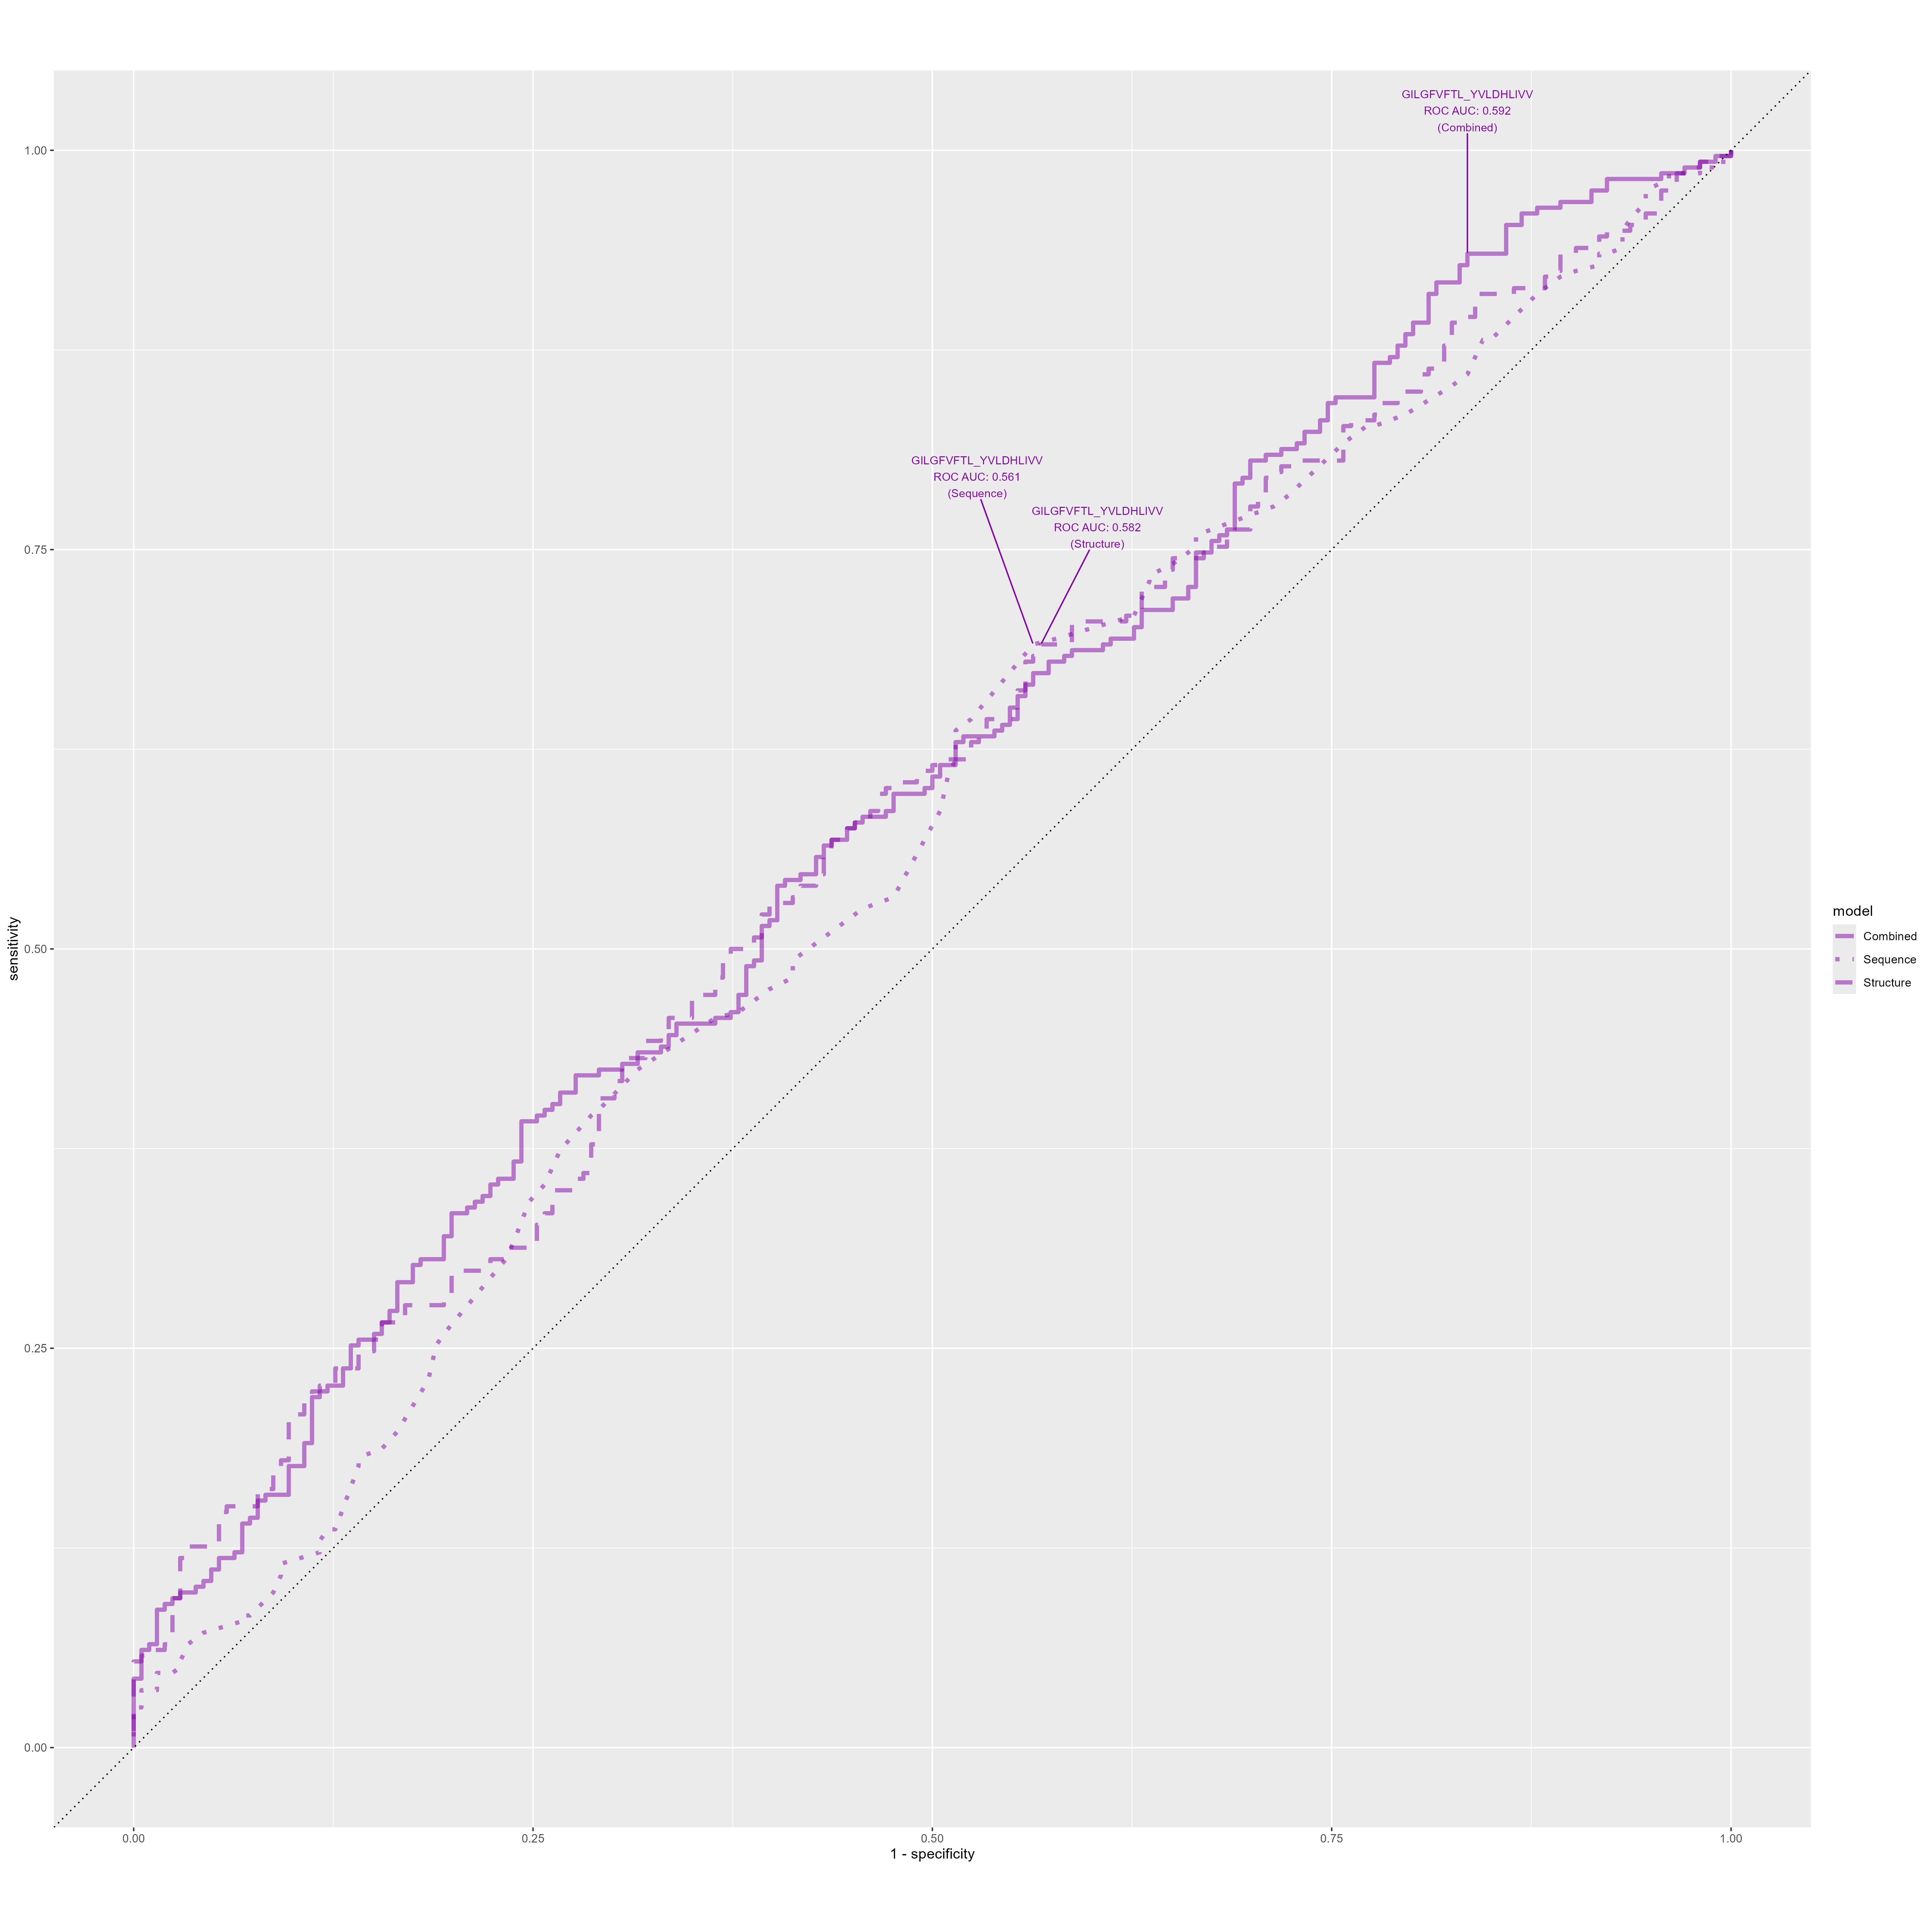 GILGFVFTL_YVLDHLIVV
ROC AUC: 0.592
(Combined)
GILGFVFTL_YVLDHLIVV
ROC AUC: 0.561
(Sequence)
GILGFVFTL_YVLDHLIVV
ROC AUC: 0.582
(Structure)
1.00
0.75
0.50
0.25
0.00
sensitivity
0.00
0.25
0.50
0.75
1.00
1 - specificity
model
Combined
Sequence
Structure